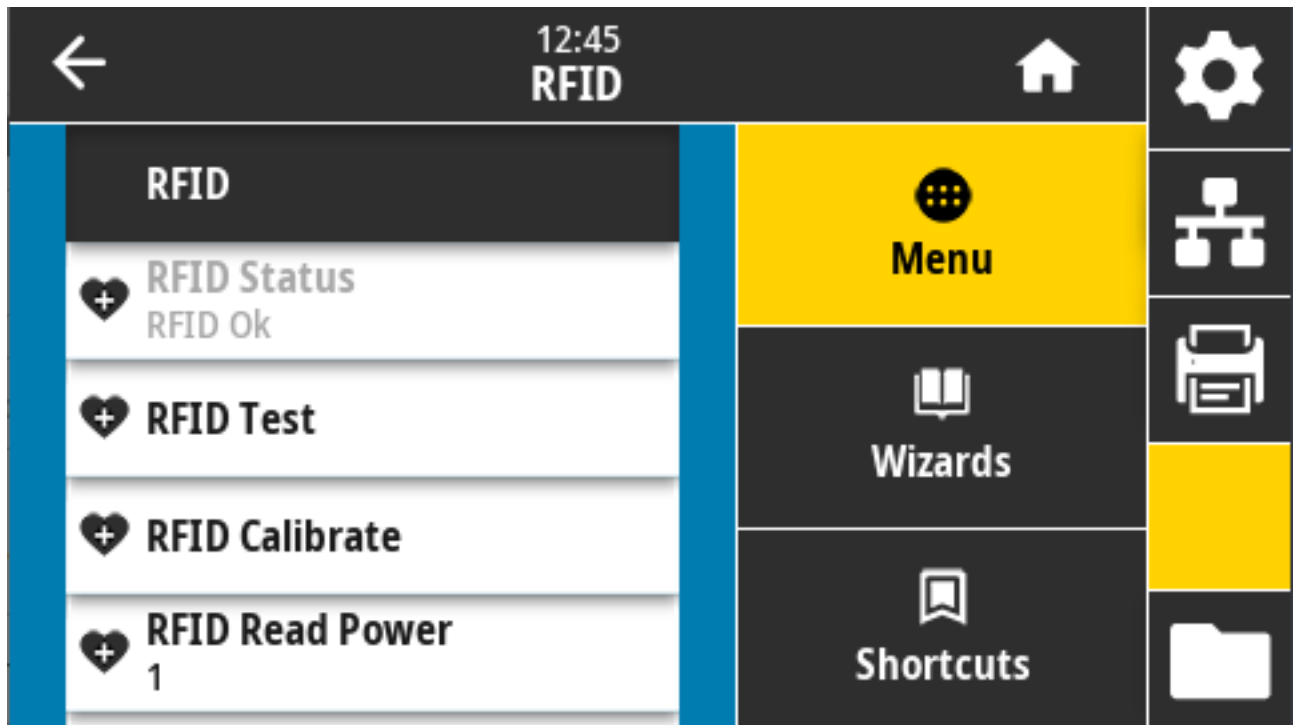 12:45
RFID
RFID
RFID Status
RFID Ok
RFID Test
RFID Calibrate
RFID Read Power
1
Menu
Wizards
Shortcuts